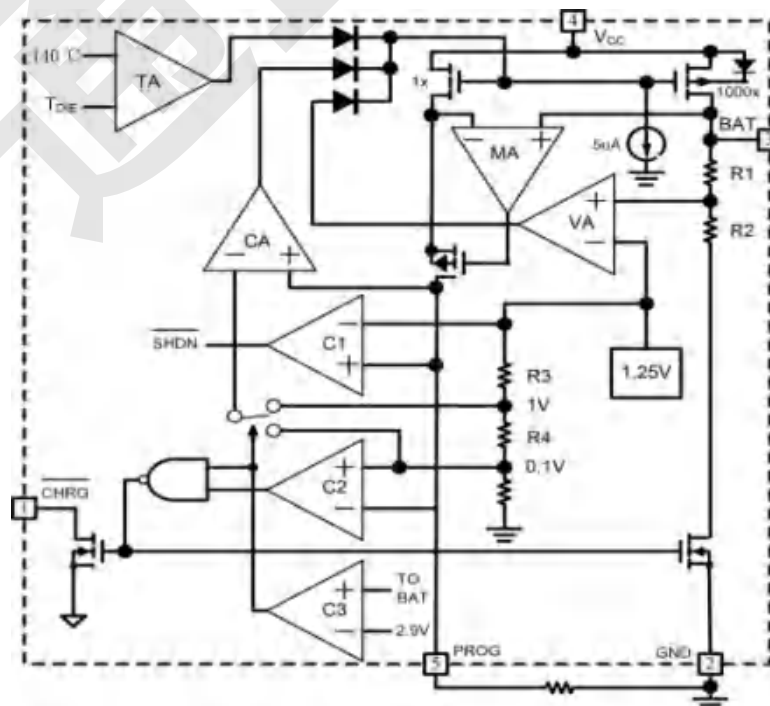 4
VCC
140 ℃
TA
TDIE
1x
1000x
BAT
5uA
MA
R1
VA
R2
CA
SHDN
C1
1,25V
R3
1V
R4
0,1V
CHRG
1
C2
C3
TO
BAT
2.9V
5
PROG
GND
2